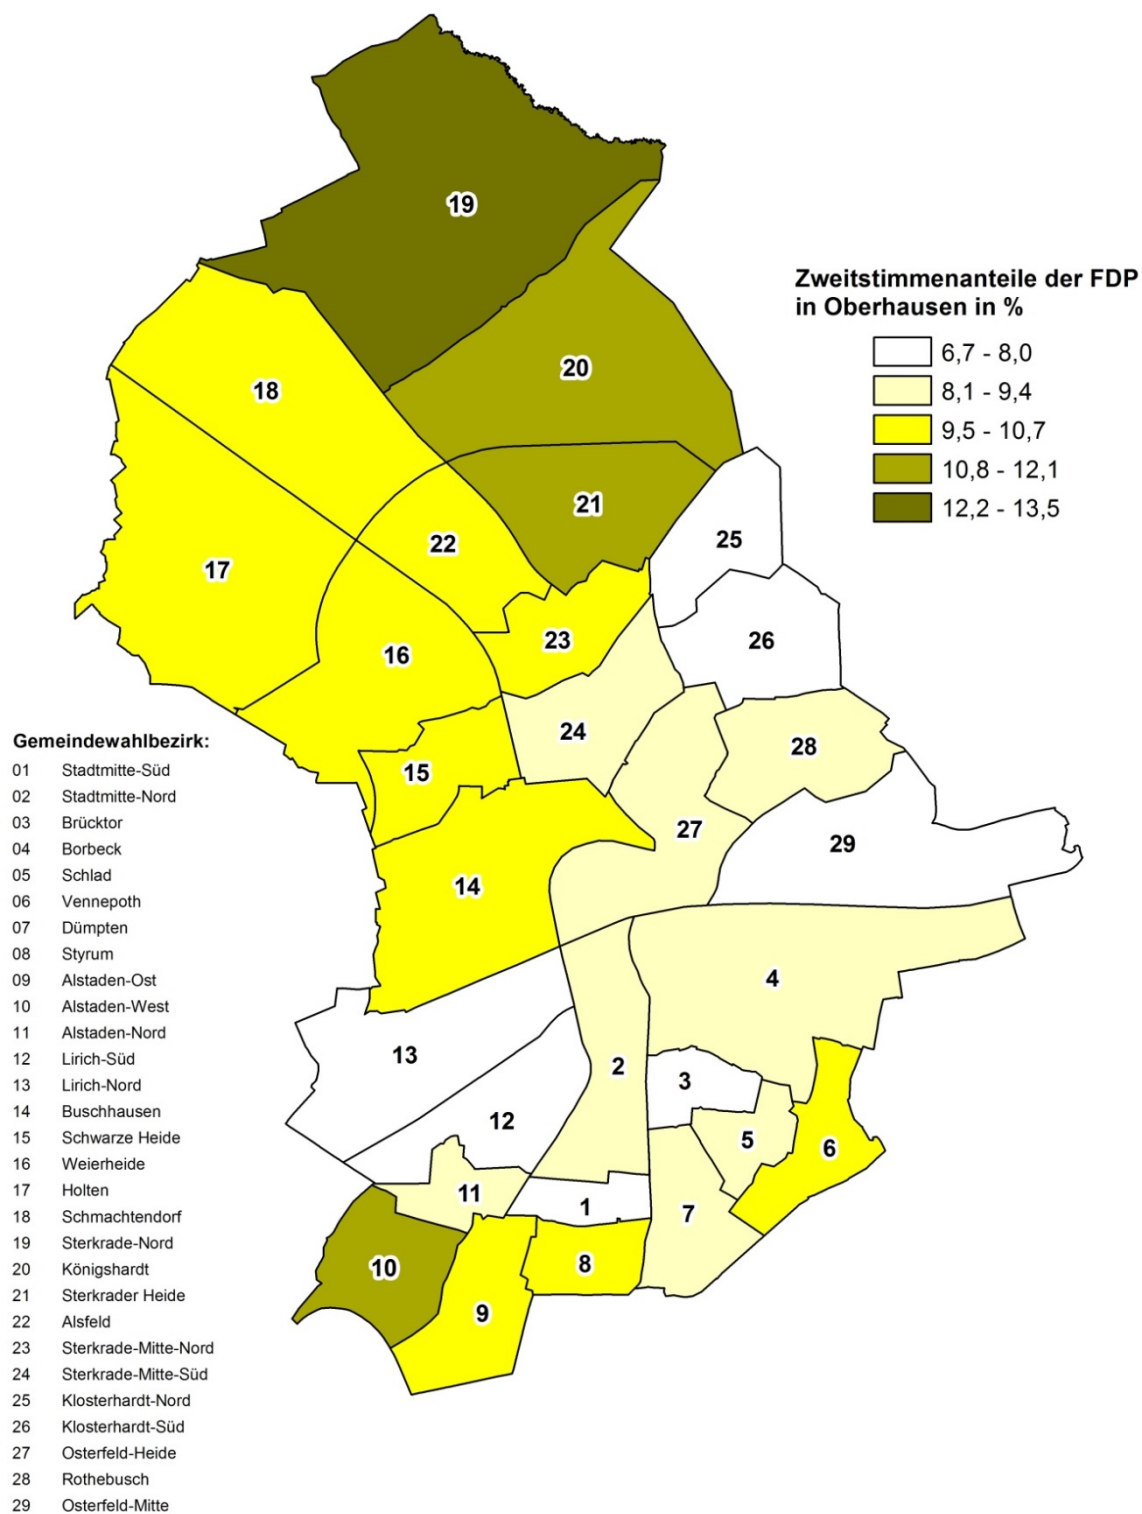 19
Zweitstimmenanteile der FDP
in Oberhausen in %
6,7 - 8,0
8,1 - 9,4
9,5 - 10,7
10,8 - 12,1
12,2 - 13,5
20
18
21
25
22
17
23
26
16
24
28
15
27
29
14
4
13
2
3
12
5
6
11
1
7
10
8
9
Gemeindewahlbezirk:
01 Stadtmitte-Süd
02 Stadtmitte-Nord
03 Brücktor
04 Borbeck
05 Schlad
06 Vennepoth
07 Dümpten
08 Styrum
09 Alstaden-Ost
10 Alstaden-West
11 Alstaden-Nord
12 Lirich-Süd
13 Lirich-Nord
14 Buschhausen
15 Schwarze Heide
16 Weierheide
17 Holten
18 Schmachtendorf
19 Sterkrade-Nord
20 Königshardt
21 Sterkrader Heide
22 Alsfeld
23 Sterkrade-Mitte-Nord
24 Sterkrade-Mitte-Süd
25 Klosterhardt-Nord
26 Klosterhardt-Süd
27 Osterfeld-Heide
28 Rothebusch
29 Osterfeld-Mitte